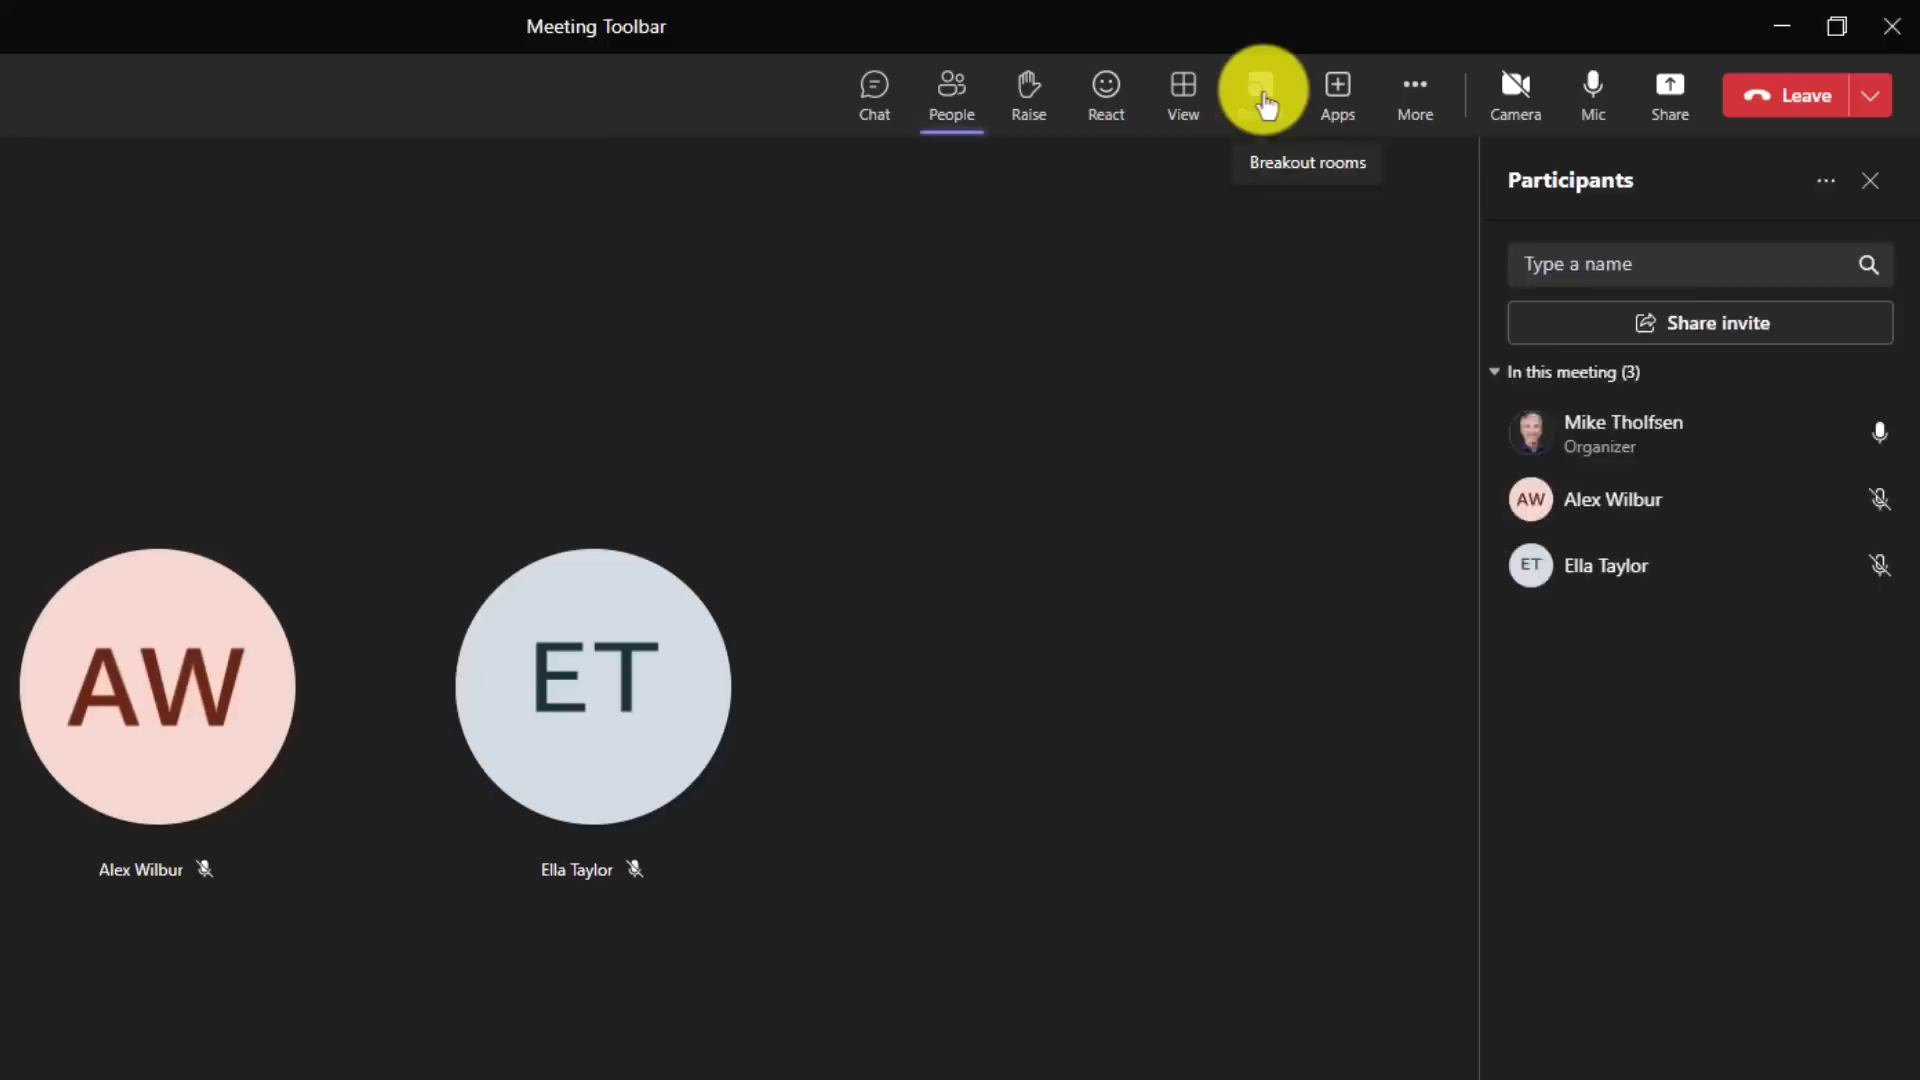 Meeting Toolbar
Chat
People
Raise
React
View
Apps
More
Camera
Mic
Share
Leave
Breakout rooms
Participants
Type a name
Share invite
In this meeting (3)
Mike Tholfsen
Organizer
AW Alex Wilbur
ET Ella Taylor
AW
ET
Alex Wilbur
Ella Taylor